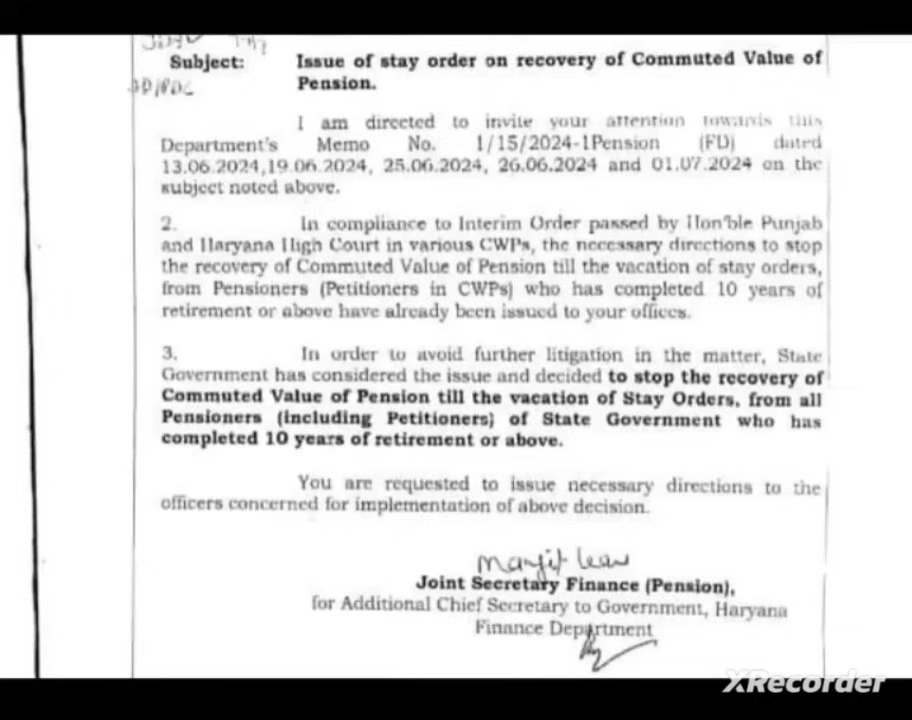 Subject: Issue of stay order on recovery of Commuted Value of
Pension.
I am directed to invite your attention towards this
Department's Memo No. 1/15/2024-1Pension (FD) dated
13.06.2024,19.06.2024, 25.06.2024, 26.06.2024 and 01.07.2024 on the
subject noted above.
2. In compliance to Interim Order passed by Hon'ble Punjab
and Haryana High Court in various CWPs, the necessary directions to stop
the recovery of Commuted Value of Pension till the vacation of stay orders,
from Pensioners (Petitioners in CWPs) who has completed 10 years of
retirement or above have already been issued to your offices.
3. In order to avoid further litigation in the matter, State
Government has considered the issue and decided to stop the recovery of
Commuted Value of Pension till the vacation of Stay Orders, from all
Pensioners (including Petitioners) of State Government who has
completed 10 years of retirement or above.
You are requested to issue necessary directions to the
officers concerned for implementation of above decision.
Joint Secretary Finance (Pension),
for Additional Chief Secretary to Government, Haryana
Finance Department
XRecorder